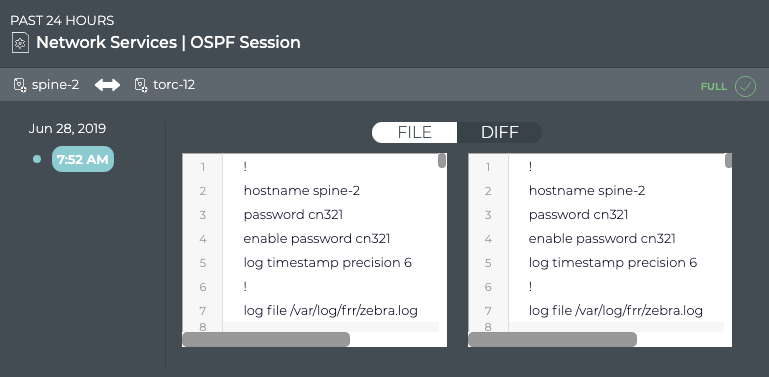 PAST 24 HOURS
Network Services | OSPF Session
spine-2 torc-12 FULL
Jun 28, 2019
7:52 AM
FILE DIFF
1 !
2 hostname spine-2
3 password cn321
4 enable password cn321
5 log timestamp precision 6
6 !
7 log file /var/log/frr/zebra.log
8
1 !
2 hostname spine-2
3 password cn321
4 enable password cn321
5 log timestamp precision 6
6 !
7 log file /var/log/frr/zebra.log
8